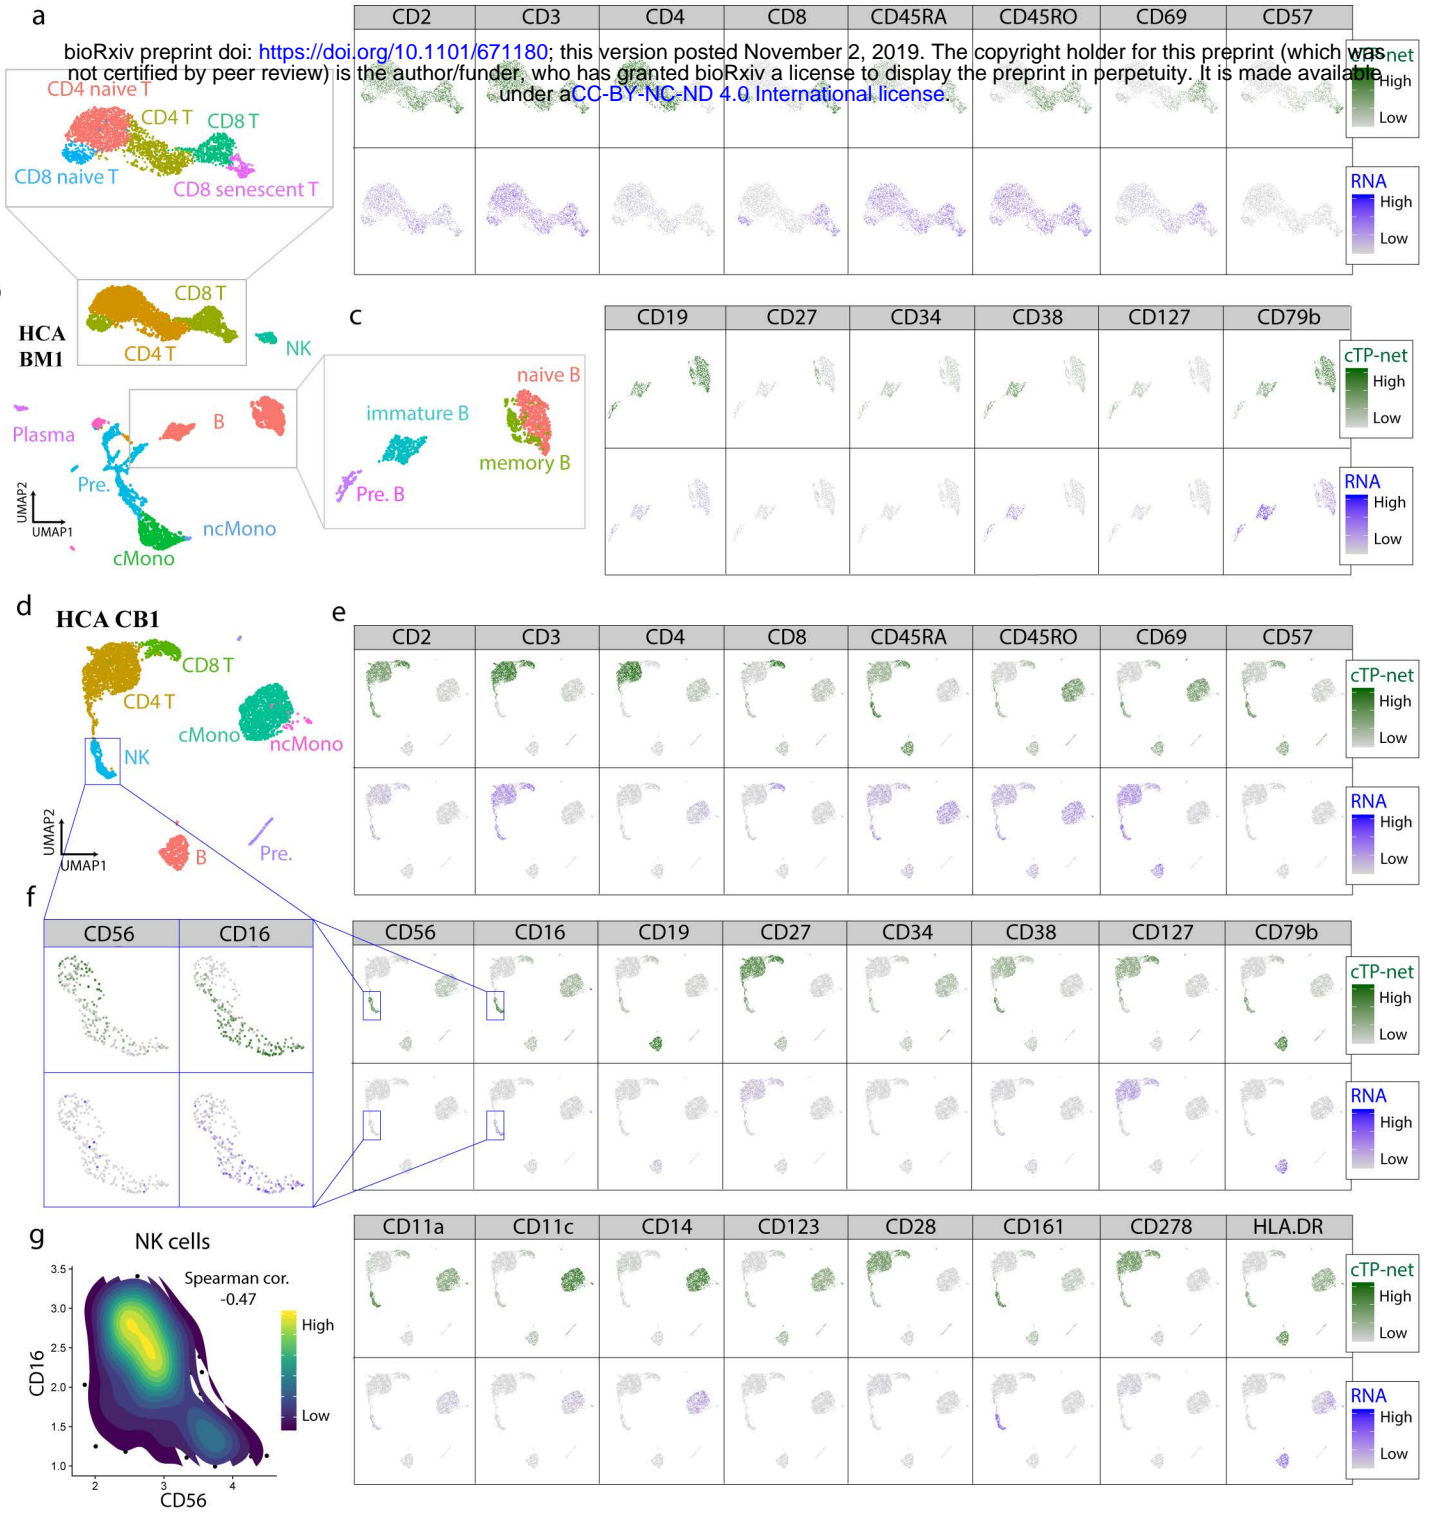 a
CD2 CD3 CD4 CD8 CD45RA CD45RO CD69 CD57
bioRxiv preprint doi: https://doi.org/10.1101/671180; this version posted November 2, 2019. The copyright holder for this preprint (which was
not certified by peer review) is the author/funder, who has granted bioRxiv a license to display the preprint in perpetuity. It is made available
under aCC-BY-NC-ND 4.0 International license.
cTP-net
High
Low
CD4 naive T
CD4 T
CD8 T
CD8 naive T
CD8 senescent T
RNA
High
Low
HCA
BM1
CD8 T
CD4 T
NK
B
Plasma
Pre.
ncMono
cMono
UMAP2
UMAP1
c
naive B
immature B
memory B
Pre. B
CD19 CD27 CD34 CD38 CD127 CD79b
cTP-net
High
Low
RNA
High
Low
d
HCA CB1
CD8 T
CD4 T
cMono
ncMono
NK
B
Pre.
UMAP2
UMAP1
e
CD2 CD3 CD4 CD8 CD45RA CD45RO CD69 CD57
cTP-net
High
Low
RNA
High
Low
f
CD56 CD16
CD56 CD16 CD19 CD27 CD34 CD38 CD127 CD79b
cTP-net
High
Low
RNA
High
Low
CD11a CD11c CD14 CD123 CD28 CD161 CD278 HLA.DR
cTP-net
High
Low
RNA
High
Low
g
NK cells
Spearman cor.
-0.47
High
Low
CD16
3.5
3.0
2.5
2.0
1.5
1.0
2 3 4
CD56